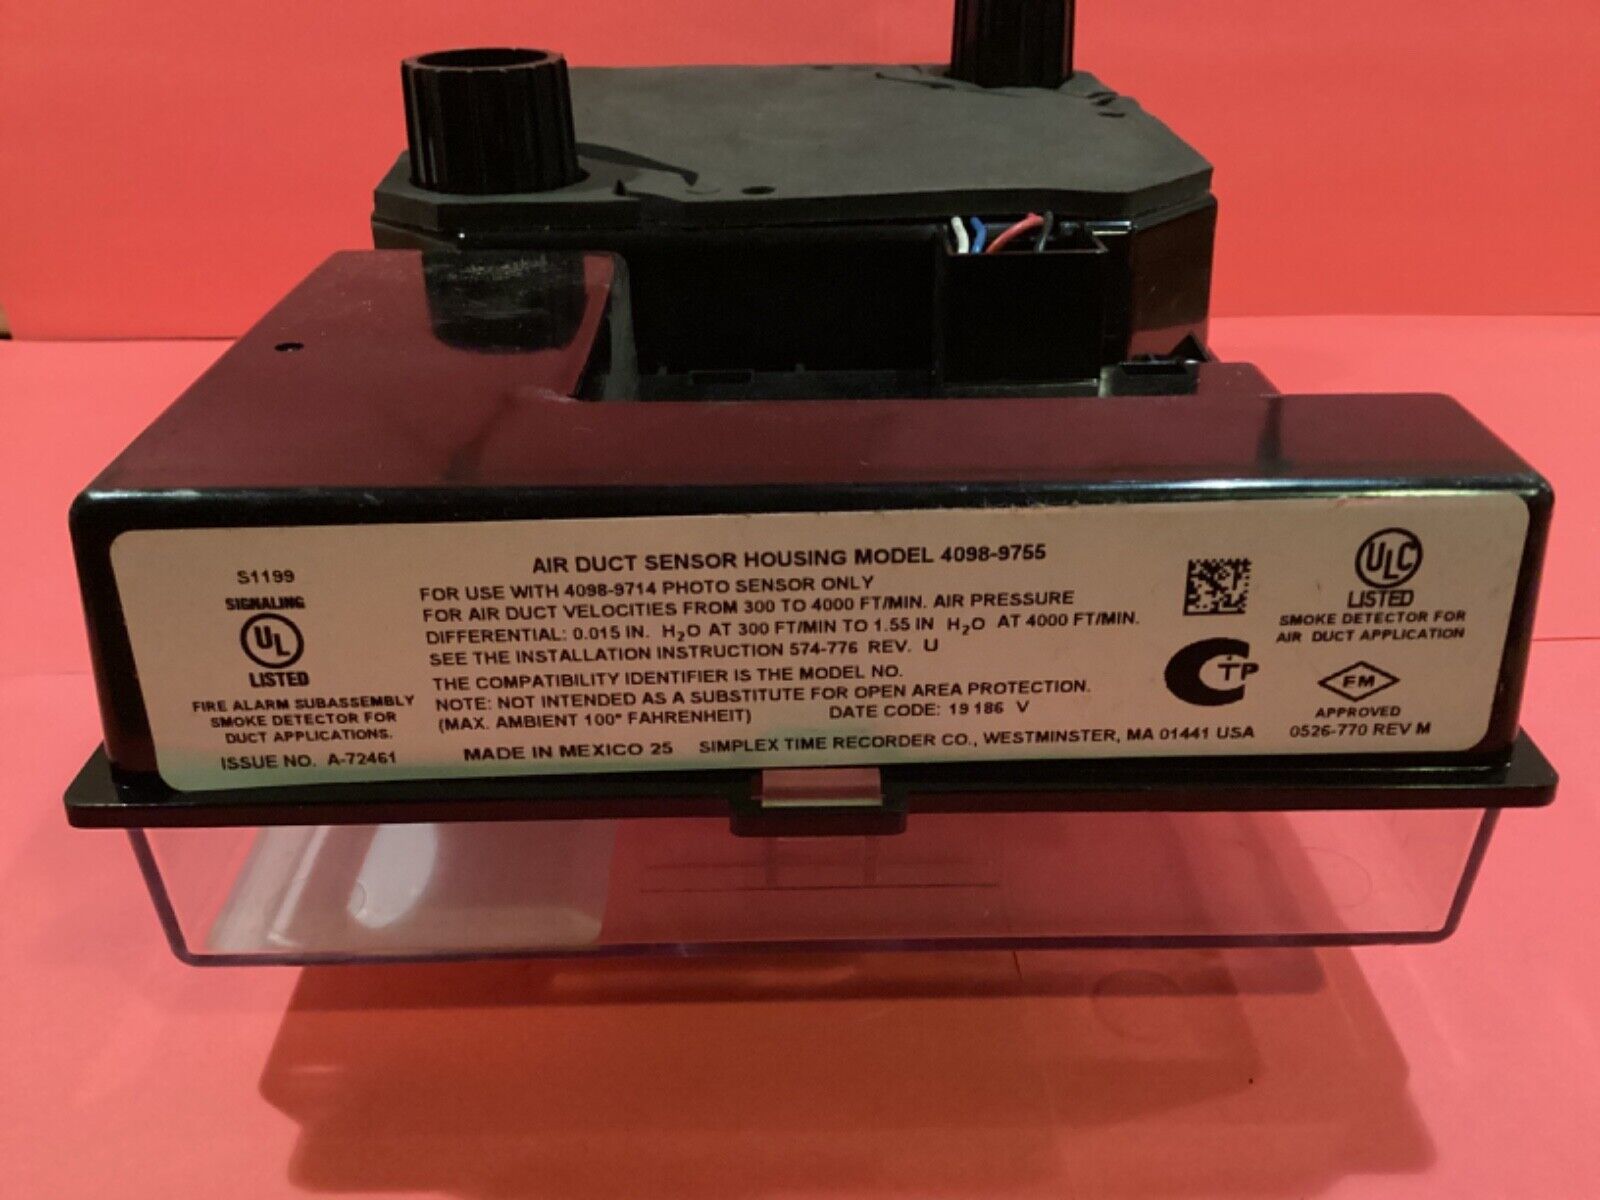 AIR DUCT SENSOR HOUSING MODEL 4098-9755
FOR USE WITH 4098-9714 PHOTO SENSOR ONLY
FOR AIR DUCT VELOCITIES FROM 300 TO 4000 FT/MIN. AIR PRESSURE
DIFFERENTIAL: 0.015 IN. H2O AT 300 FT/MIN TO 1.55 IN H2O AT 4000 FT/MIN.
SEE THE INSTALLATION INSTRUCTION 574-776 REV. U
THE COMPATIBILITY IDENTIFIER IS THE MODEL NO.
NOTE: NOT INTENDED AS A SUBSTITUTE FOR OPEN AREA PROTECTION.
(MAX. AMBIENT 100° FAHRENHEIT) DATE CODE: 19 186 V
MADE IN MEXICO 25 SIMPLEX TIME RECORDER CO., WESTMINSTER, MA 01441 USA
S1199
SIGNALING
UL
LISTED
FIRE ALARM SUBASSEMBLY
SMOKE DETECTOR FOR
DUCT APPLICATIONS.
ISSUE NO. A-72461
ULC
LISTED
SMOKE DETECTOR FOR
AIR DUCT APPLICATION
CTP
FM
APPROVED
0526-770 REV M